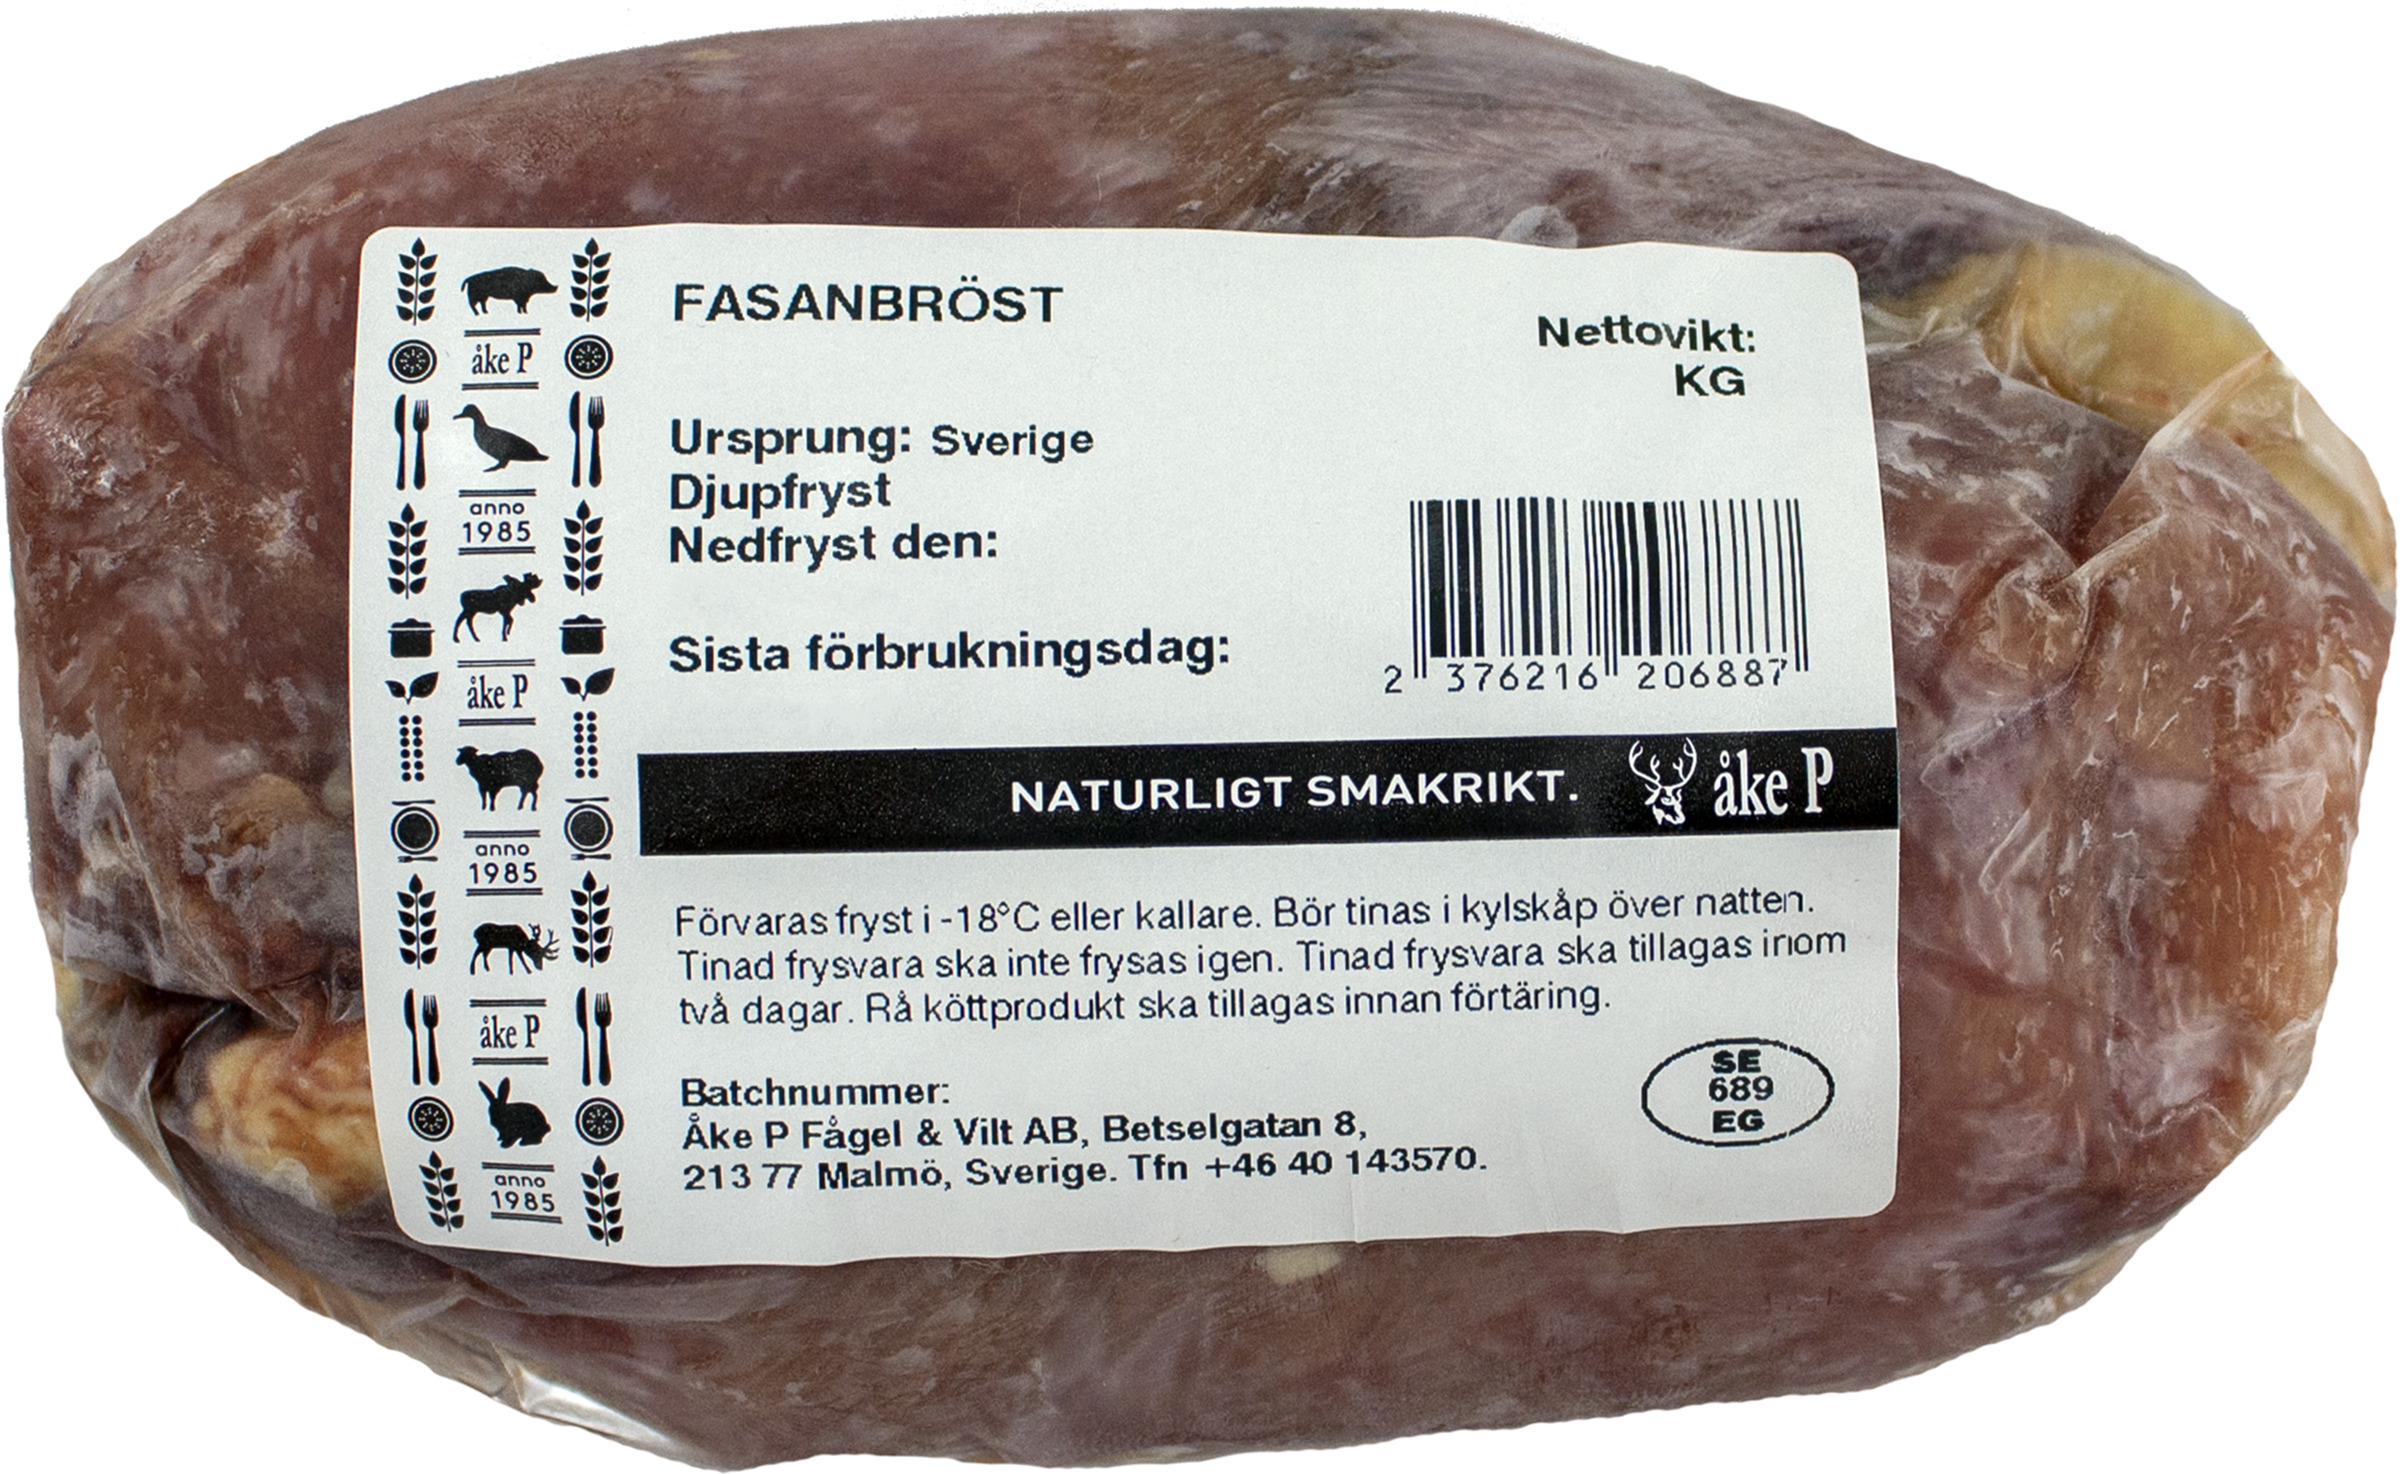 åke P
anno
1985
åke P
anno
1985
åke P
anno
1985
FASANBRÖST
Nettovikt:
KG
Ursprung: Sverige
Djupfryst
Nedfryst den:
Sista förbrukningsdag:
2 376216 206887
NATURLIGT SMAKRIKT. åke P
Förvaras fryst i -18°C eller kallare. Bör tinas i kylskåp över natten.
Tinad frysvara ska inte frysas igen. Tinad frysvara ska tillagas inom
två dagar. Rå köttprodukt ska tillagas innan förtäring.
Batchnummer:
Åke P Fågel & Vilt AB, Betselgatan 8,
213 77 Malmö, Sverige. Tfn +46 40 143570.
SE
689
EG